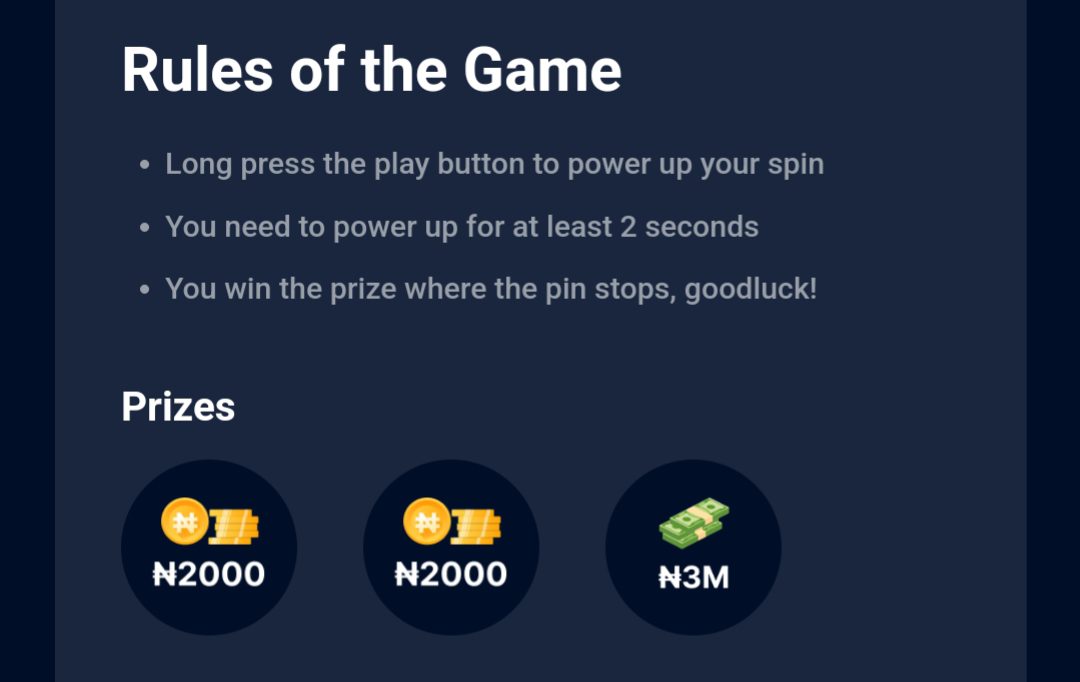 Rules of the Game
• Long press the play button to power up your spin
• You need to power up for at least 2 seconds
• You win the prize where the pin stops, goodluck!
Prizes
₦2000 ₦2000 ₦3M